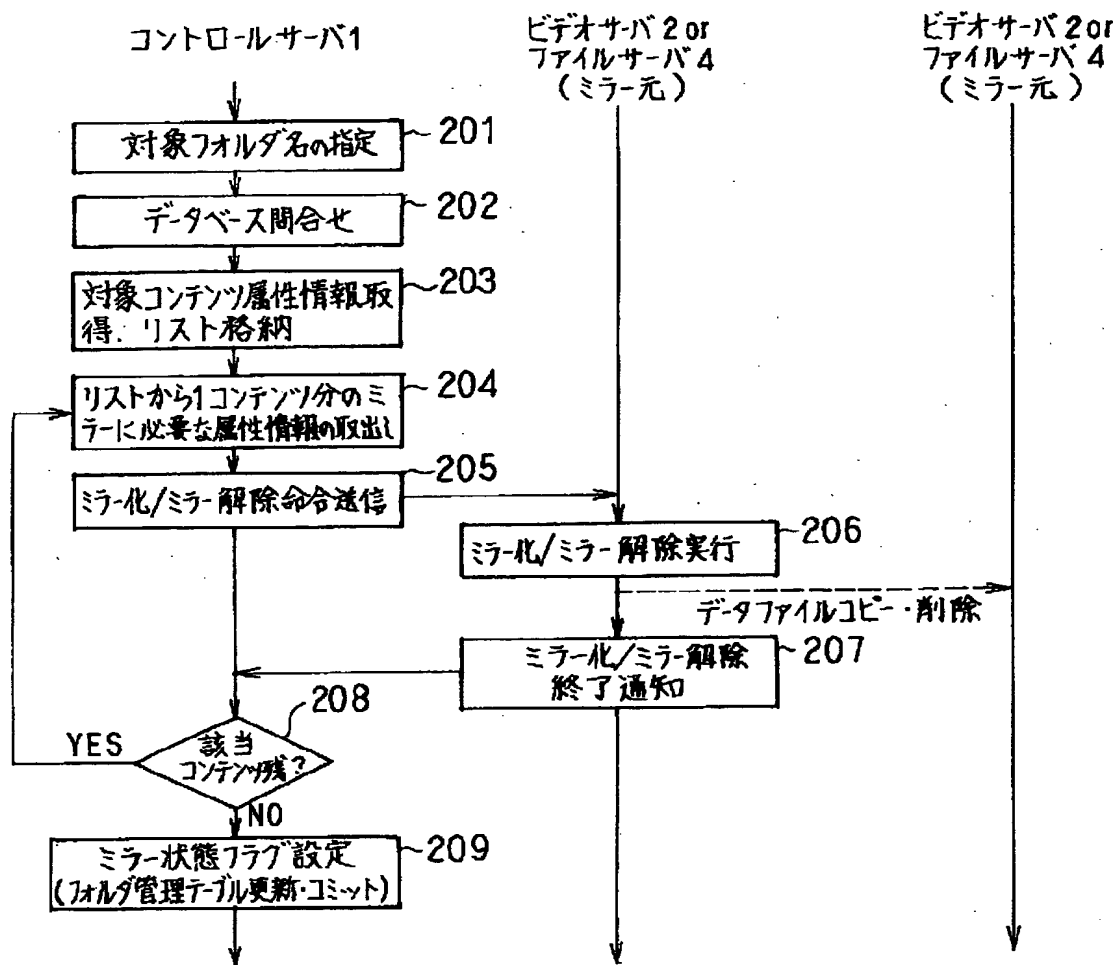 コントロールサーバ1
ビデオサーバ2 or
ファイルサーバ4
(ミラー元)
ビデオサーバ2 or
ファイルサーバ4
(ミラー元)
対象フォルダ名の指定
201
データベース問合せ
202
対象コンテンツ属性情報取
得、リスト格納
203
リストから1コンテンツ分のミ
ラーに必要な属性情報の取出し
204
ミラー化/ミラー解除命令送信
205
ミラー化/ミラー解除実行
206
データファイルコピー・削除
ミラー化/ミラー解除
終了通知
207
該当
コンテンツ残?
208
YES
NO
ミラー状態フラグ設定
(フォルダ管理テーブル更新・コミット)
209